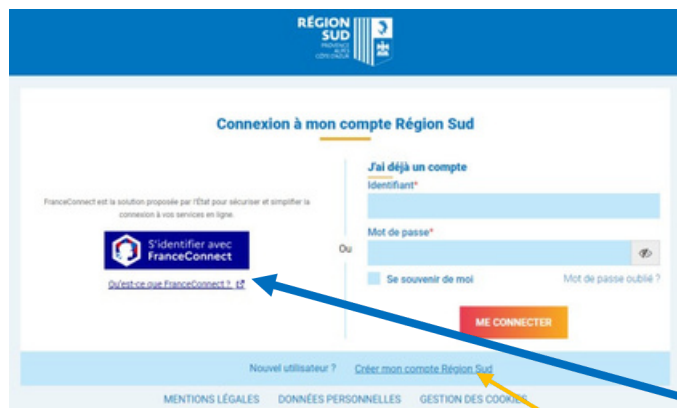 RÉGION
SUD
PROVENCE
ALPES
CÔTE D'AZUR
Connexion à mon compte Région Sud
FranceConnect est la solution proposée par l'État pour sécuriser et simplifier la
connexion à vos services en ligne.
S'identifier avec
FranceConnect
Qu'est-ce que FranceConnect ?
Ou
J'ai déjà un compte
Identifiant*
Mot de passe*
Se souvenir de moi
Mot de passe oublié ?
ME CONNECTER
Nouvel utilisateur ? Créer mon compte Région Sud
MENTIONS LÉGALES DONNÉES PERSONNELLES GESTION DES COOKIES